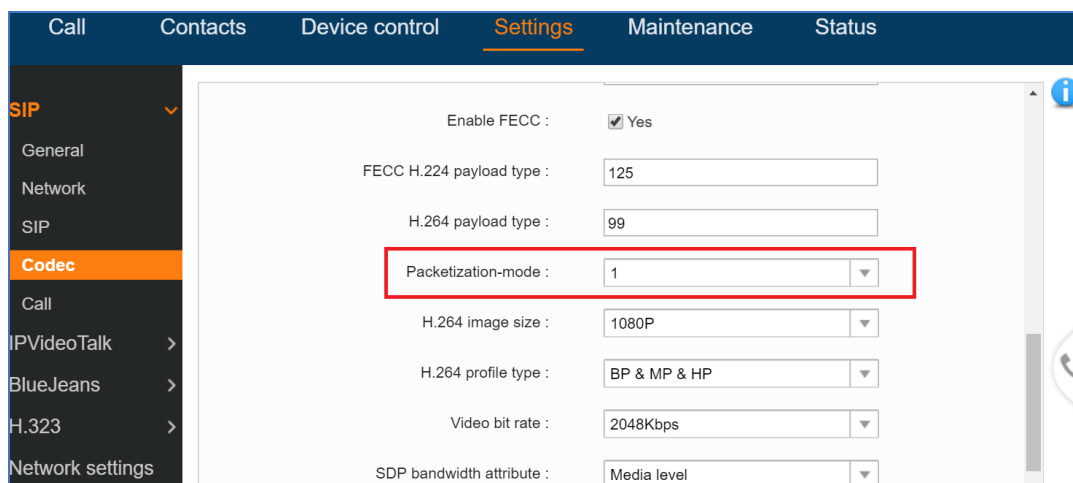 Call Contacts Device control Settings Maintenance Status
SIP
General
Network
SIP
Codec
Call
IPVideoTalk
BlueJeans
H.323
Network settings
Enable FECC : Yes
FECC H.224 payload type : 125
H.264 payload type : 99
Packetization-mode : 1
H.264 image size : 1080P
H.264 profile type : BP & MP & HP
Video bit rate : 2048Kbps
SDP bandwidth attribute : Media level